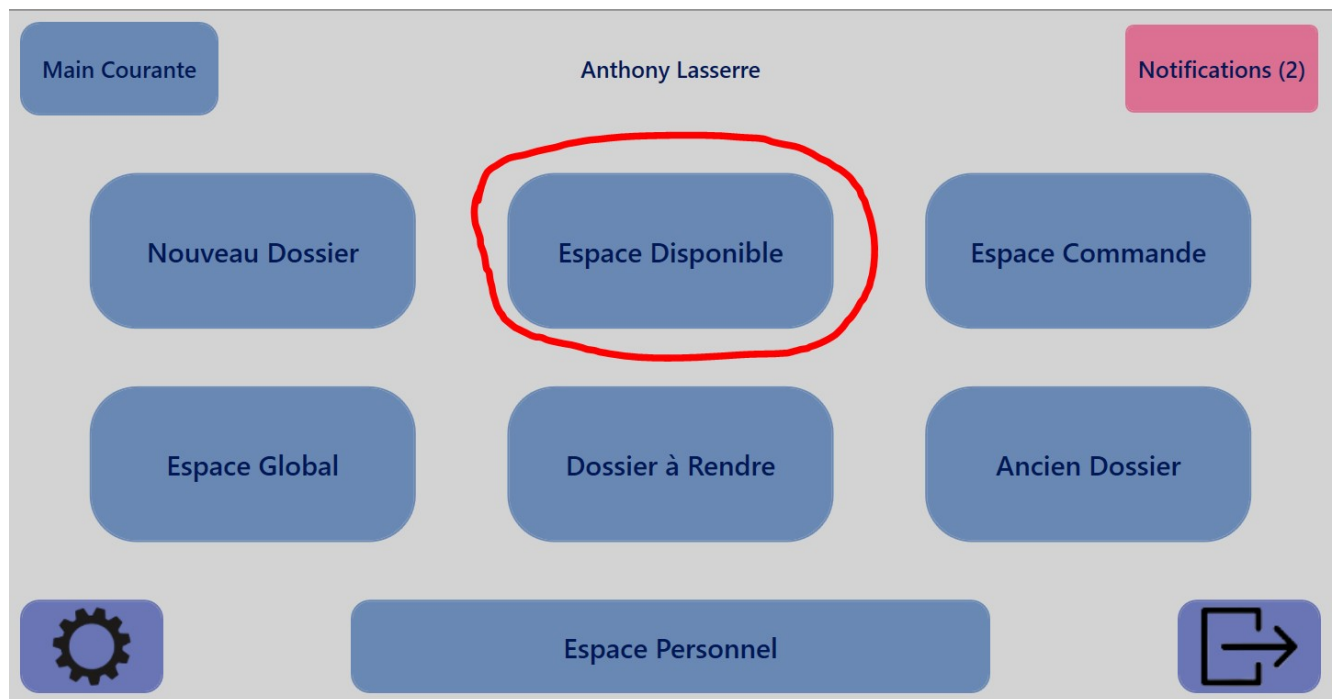 Main Courante
Anthony Lasserre
Notifications (2)
Nouveau Dossier
Espace Disponible
Espace Commande
Espace Global
Dossier à Rendre
Ancien Dossier
Espace Personnel